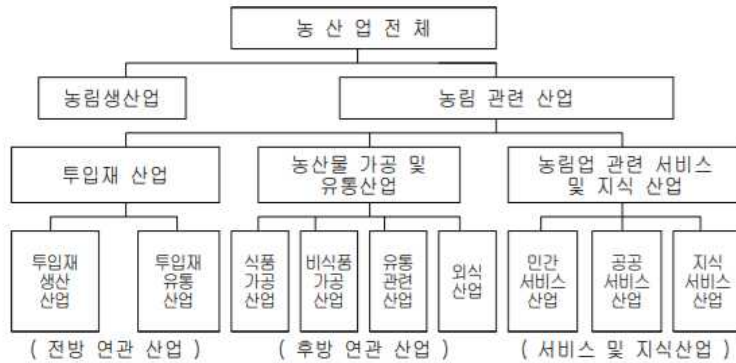 농 산 업 전 체
농림생산업
농림 관련 산업
투입재 산업
농산물 가공 및
유통산업
농림업 관련 서비스
및 지식 산업
투입재
생산
산업
투입재
유통
산업
식품
가공
산업
비식품
가공
산업
유통
관련
산업
외식
산업
민간
서비스
산업
공공
서비스
산업
지식
서비스
산업
( 전방 연관 산업 )
( 후방 연관 산업 )
( 서비스 및 지식산업 )